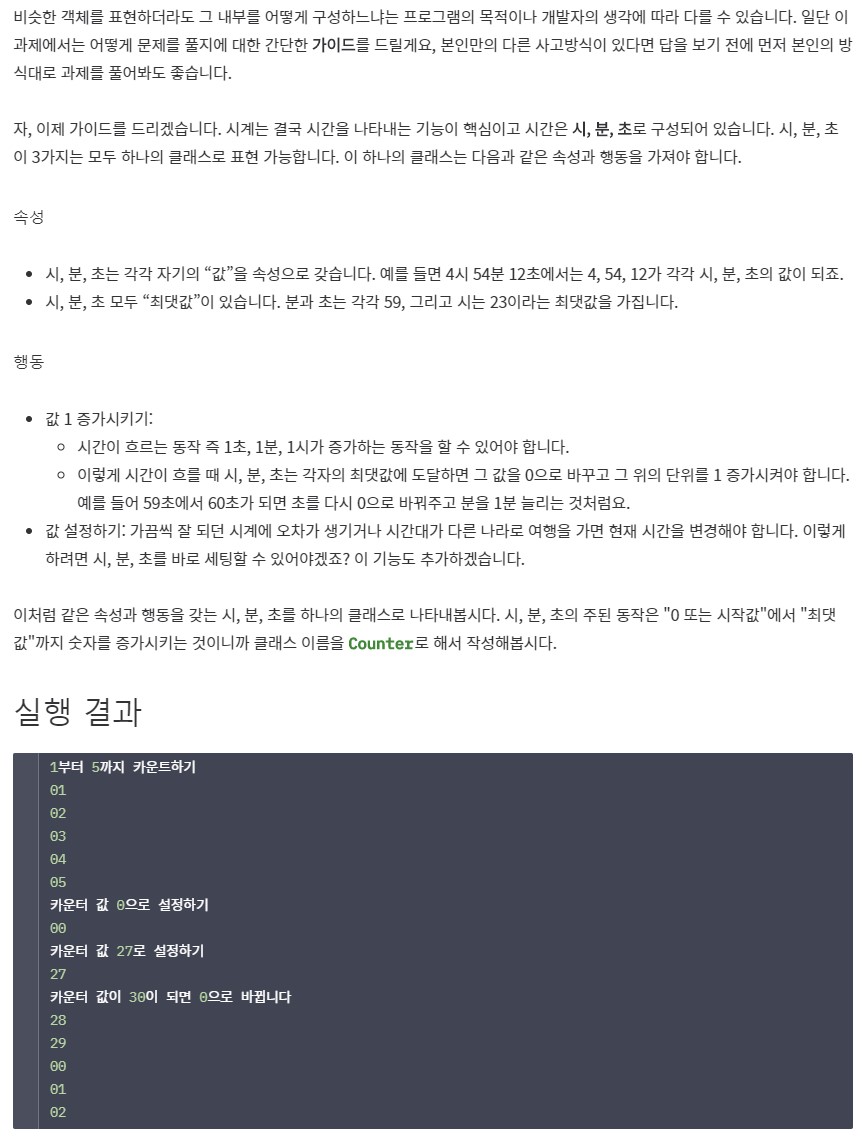 비슷한 객체를 표현하더라도 그 내부를 어떻게 구성하느냐는 프로그램의 목적이나 개발자의 생각에 따라 다를 수 있습니다. 일단 이
과제에서는 어떻게 문제를 풀지에 대한 간단한 가이드를 드릴게요, 본인만의 다른 사고방식이 있다면 답을 보기 전에 먼저 본인의 방
식대로 과제를 풀어봐도 좋습니다.
자, 이제 가이드를 드리겠습니다. 시계는 결국 시간을 나타내는 기능이 핵심이고 시간은 시, 분, 초로 구성되어 있습니다. 시, 분, 초
이 3가지는 모두 하나의 클래스로 표현 가능합니다. 이 하나의 클래스는 다음과 같은 속성과 행동을 가져야 합니다.
속성
• 시, 분, 초는 각각 자기의 “값”을 속성으로 갖습니다. 예를 들면 4시 54분 12초에서는 4, 54, 12가 각각 시, 분, 초의 값이 되죠.
• 시, 분, 초 모두 “최댓값”이 있습니다. 분과 초는 각각 59, 그리고 시는 23이라는 최댓값을 가집니다.
행동
• 값 1 증가시키기:
○ 시간이 흐르는 동작 즉 1초, 1분, 1시가 증가하는 동작을 할 수 있어야 합니다.
○ 이렇게 시간이 흐를 때 시, 분, 초는 각자의 최댓값에 도달하면 그 값을 0으로 바꾸고 그 위의 단위를 1 증가시켜야 합니다.
예를 들어 59초에서 60초가 되면 초를 다시 0으로 바꿔주고 분을 1분 늘리는 것처럼요.
• 값 설정하기: 가끔씩 잘 되던 시계에 오차가 생기거나 시간대가 다른 나라로 여행을 가면 현재 시간을 변경해야 합니다. 이렇게
하려면 시, 분, 초를 바로 세팅할 수 있어야겠죠? 이 기능도 추가하겠습니다.
이처럼 같은 속성과 행동을 갖는 시, 분, 초를 하나의 클래스로 나타내봅시다. 시, 분, 초의 주된 동작은 "0 또는 시작값"에서 "최댓
값"까지 숫자를 증가시키는 것이니까 클래스 이름을 Counter로 해서 작성해봅시다.
실행 결과
1부터 5까지 카운트하기
01
02
03
04
05
카운터 값 0으로 설정하기
00
카운터 값 27로 설정하기
27
카운터 값이 30이 되면 0으로 바뀝니다
28
29
00
01
02